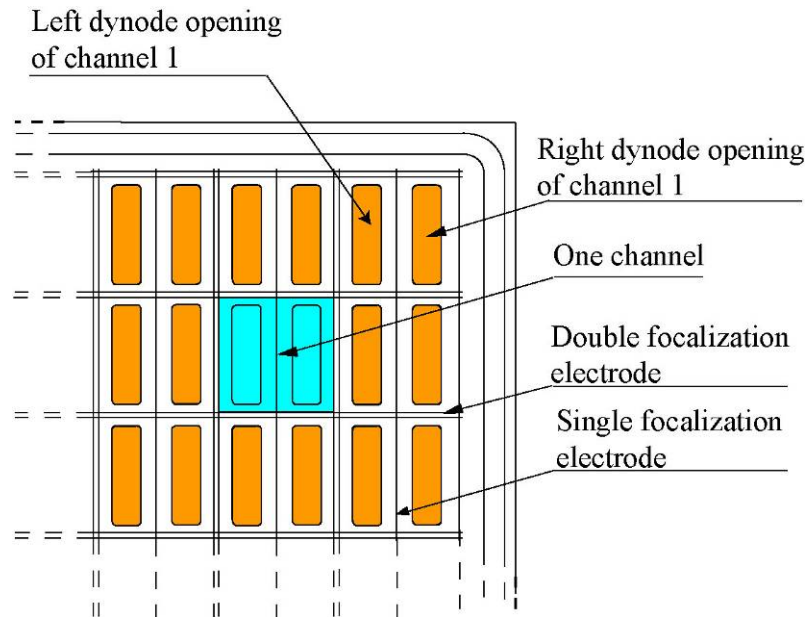 Left dynode opening
of channel 1
Right dynode opening
of channel 1
One channel
Double focalization
electrode
Single focalization
electrode